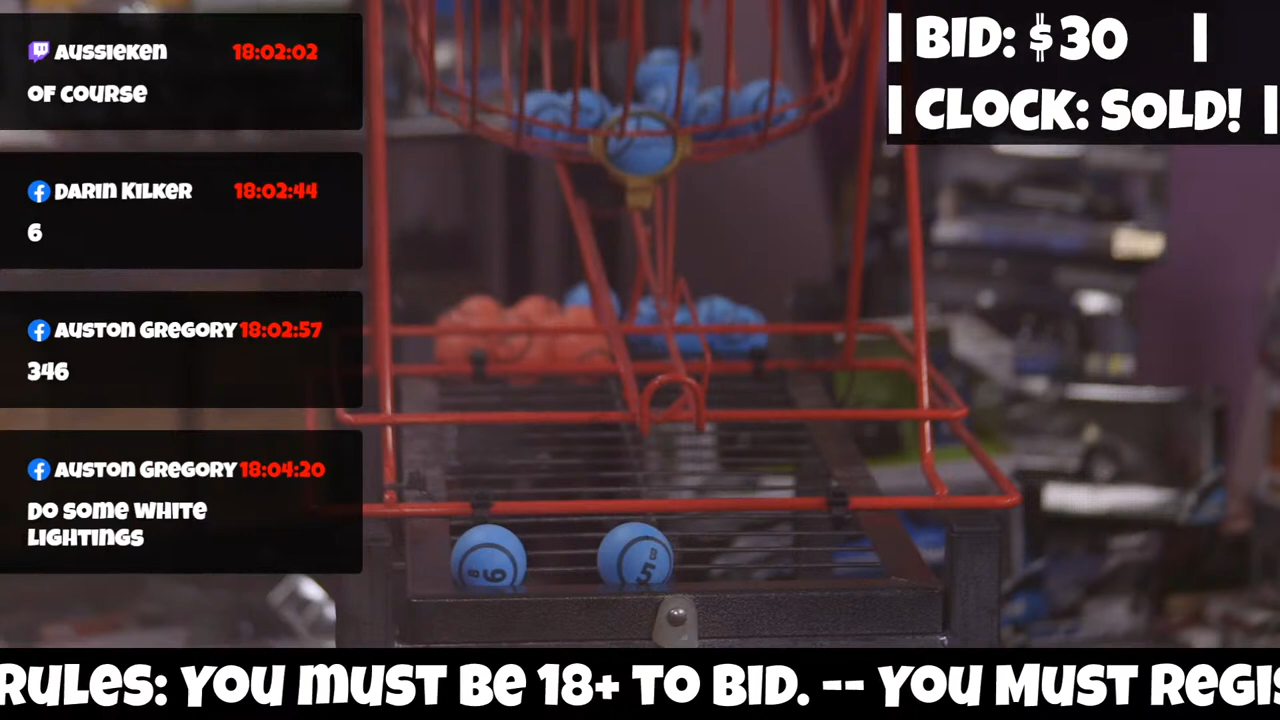 Aussieken 18:02:02
of course
Darin Kilker 18:02:44
6
Auston Gregory 18:02:57
346
Auston Gregory 18:04:20
Do some white
lightings
| BID: $30 |
| CLOCK: SOLD! |
B 6
B 5
RULES: YOU MUST BE 18+ TO BID. -- YOU MUST REGIS